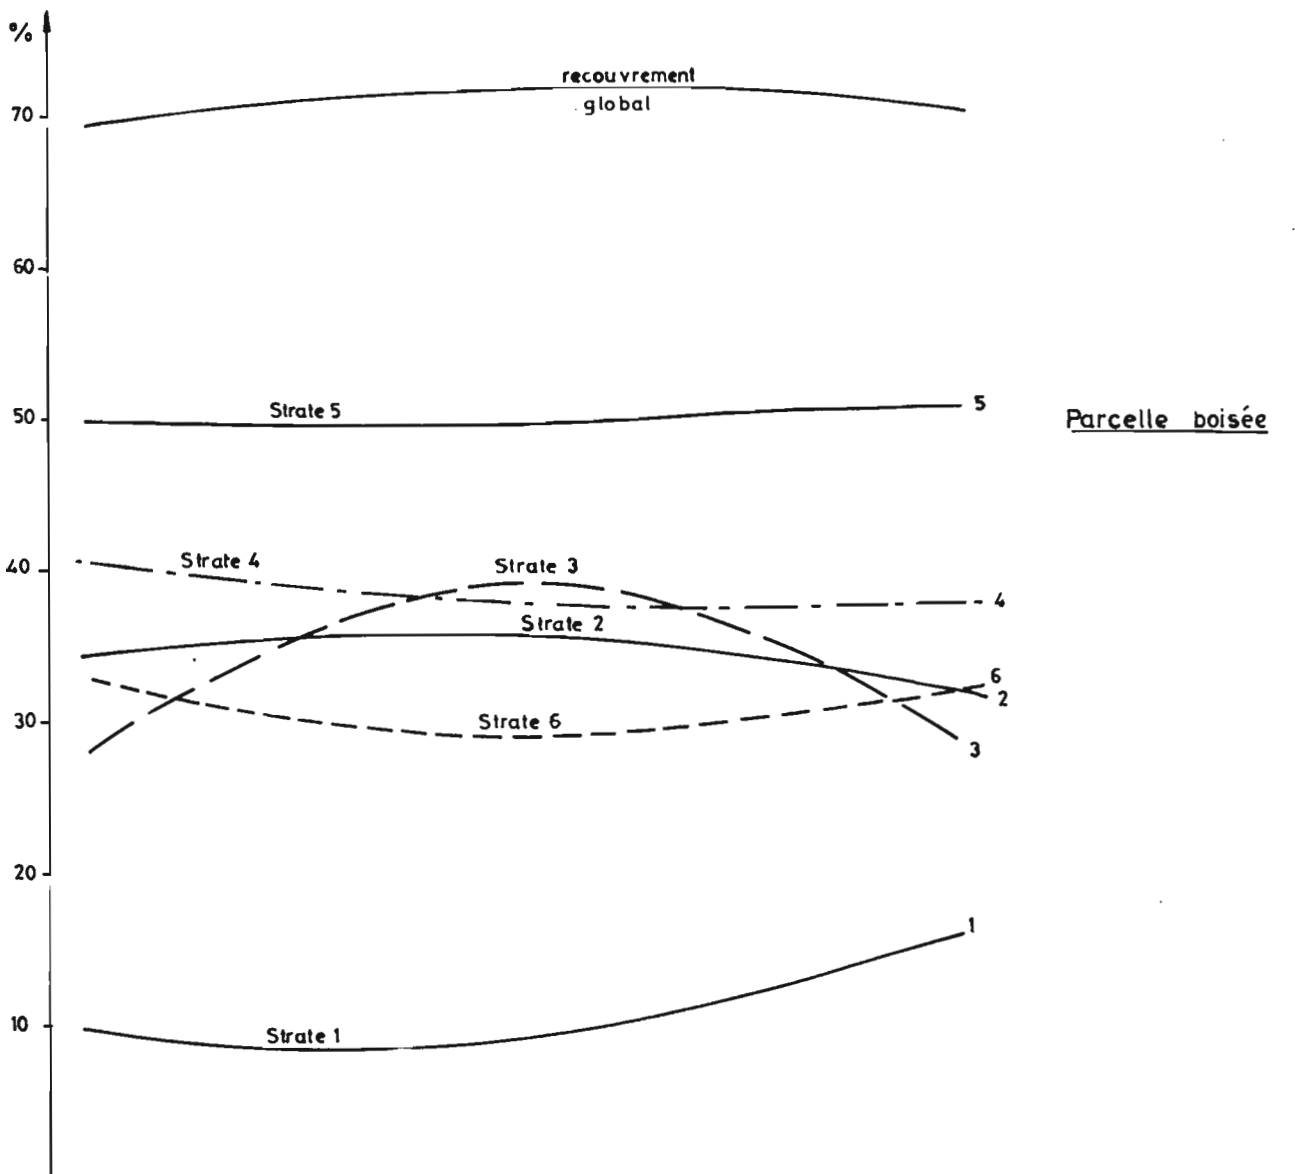 %
recouvrement
global
70
60
50
Strate 5
5
Parcelle boisée
40
Strate 4
Strate 3
4
Strate 2
6
2
30
Strate 6
3
20
1
10
Strate 1